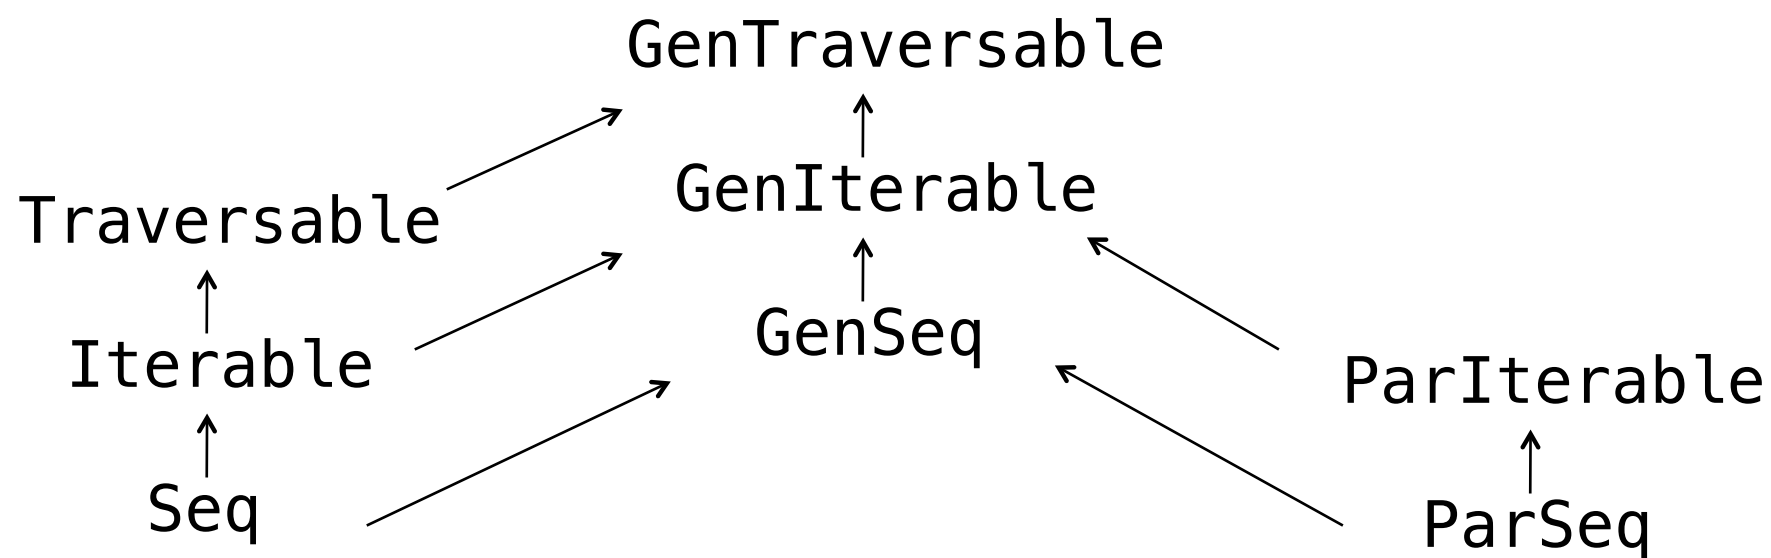 GenTraversable
GenIterable
Traversable
GenSeq
Iterable
ParIterable
Seq
ParSeq